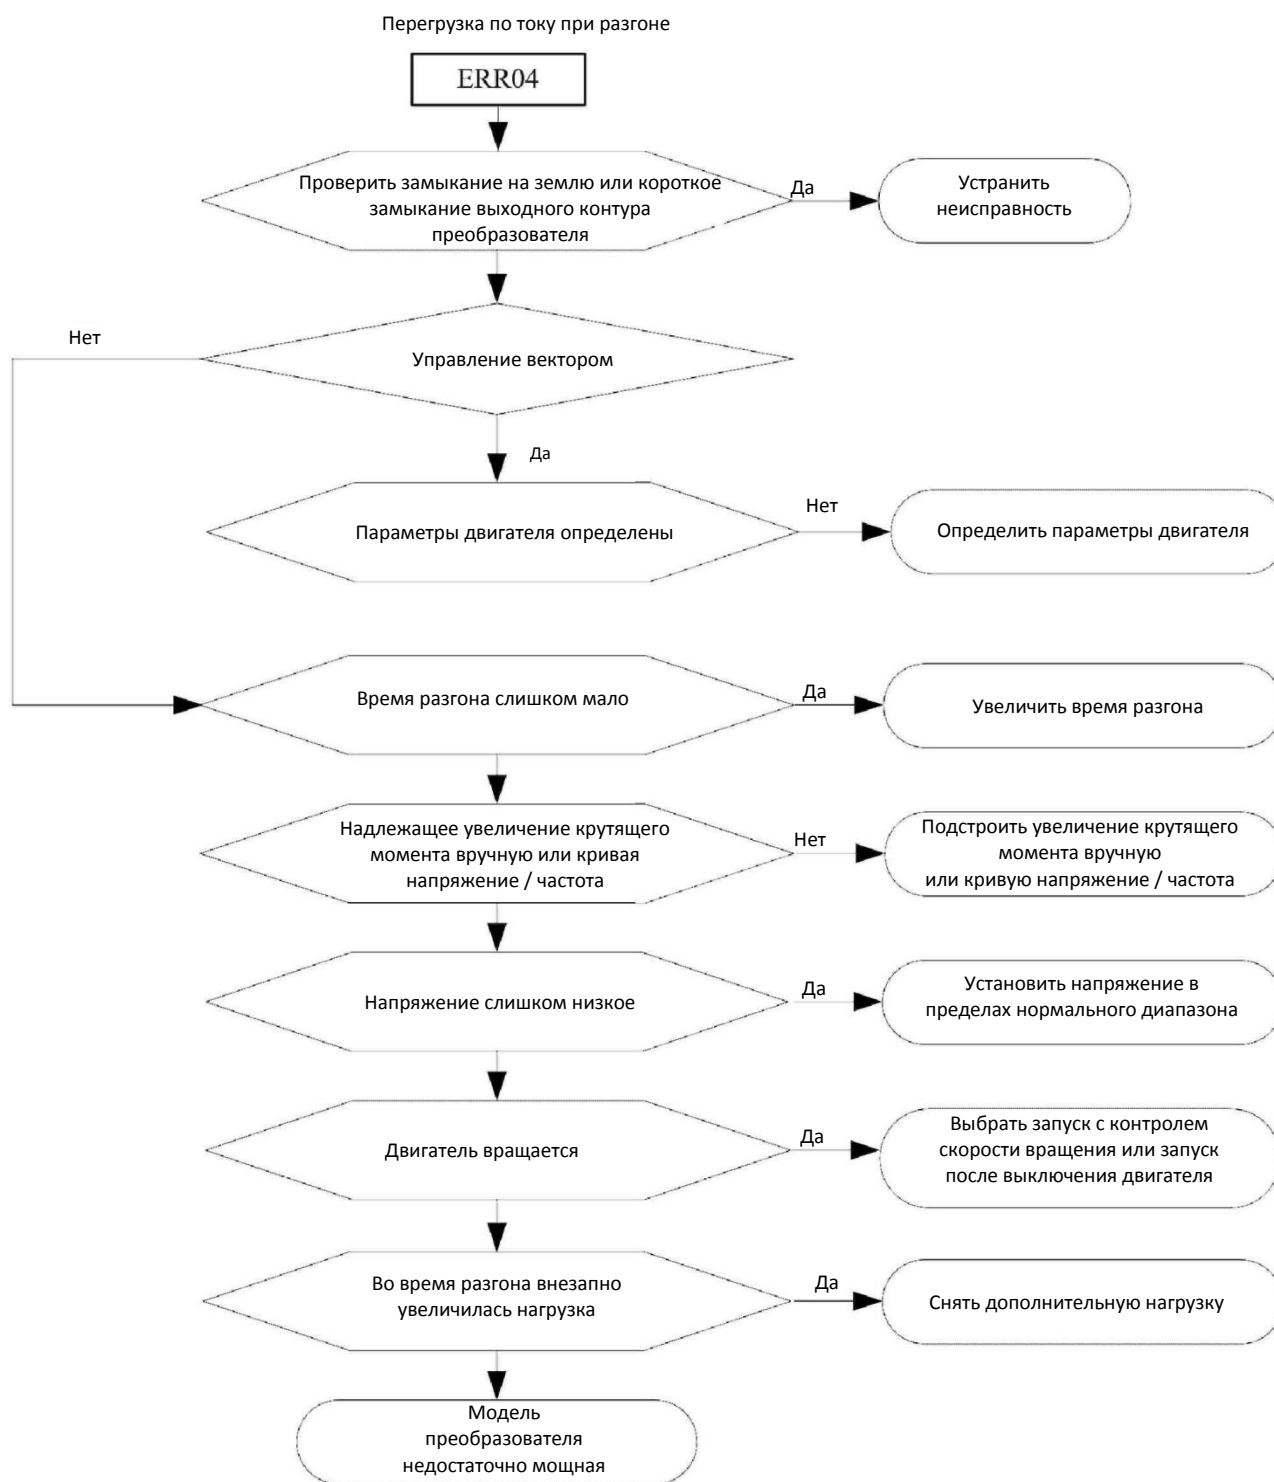 Перегрузка по току при разгоне
ERR04
Проверить замыкание на землю или короткое
замыкание выходного контура
преобразователя
Да
Устранить
неисправность
Нет
Управление вектором
Да
Параметры двигателя определены
Нет
Определить параметры двигателя
Время разгона слишком мало
Да
Увеличить время разгона
Надлежащее увеличение крутящего
момента вручную или кривая
напряжение / частота
Нет
Подстроить увеличение крутящего
момента вручную
или кривую напряжение / частота
Напряжение слишком низкое
Да
Установить напряжение в
пределах нормального диапазона
Двигатель вращается
Да
Выбрать запуск с контролем
скорости вращения или запуск
после выключения двигателя
Во время разгона внезапно
увеличилась нагрузка
Да
Снять дополнительную нагрузку
Модель
преобразователя
недостаточно мощная